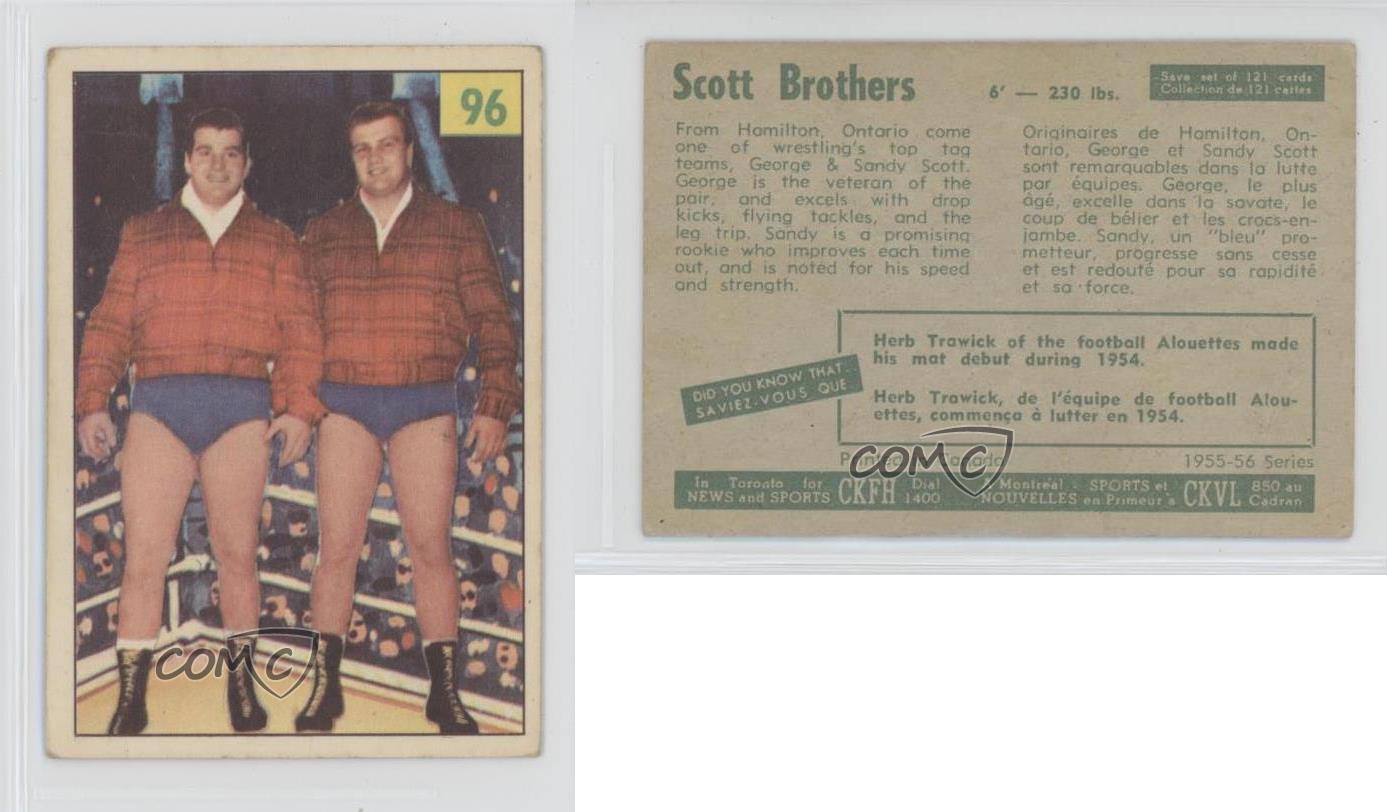 96
COMC
Scott Brothers
6' — 230 lbs.
Save set of 121 cards
Collection de 121 cartes
From Hamilton, Ontario come
one of wrestling's top tag
teams, George & Sandy Scott.
George is the veteran of the
pair, and excels with drop
kicks, flying tackles, and the
leg trip. Sandy is a promising
rookie who improves each time
out, and is noted for his speed
and strength.
Originaires de Hamilton, On-
tario, George et Sandy Scott
sont remarquables dans la lutte
par équipes. George, le plus
âgé, excelle dans la savate, le
coup de bélier et les crocs-en-
jambe. Sandy, un "bleu" pro-
metteur, progresse sans cesse
et est redouté pour sa rapidité
et sa force.
DID YOU KNOW THAT
SAVIEZ-VOUS QUE
Herb Trawick of the football Alouettes made
his mat debut during 1954.
Herb Trawick, de l'équipe de football Alou-
ettes, commença à lutter en 1954.
COMC
Printed in Canada
1955-56 Series
In Toronto for
NEWS and SPORTS
CKFH
Dial
1400
À Montréal - SPORTS et
NOUVELLES en Primeur à
CKVL
850 au
Cadran